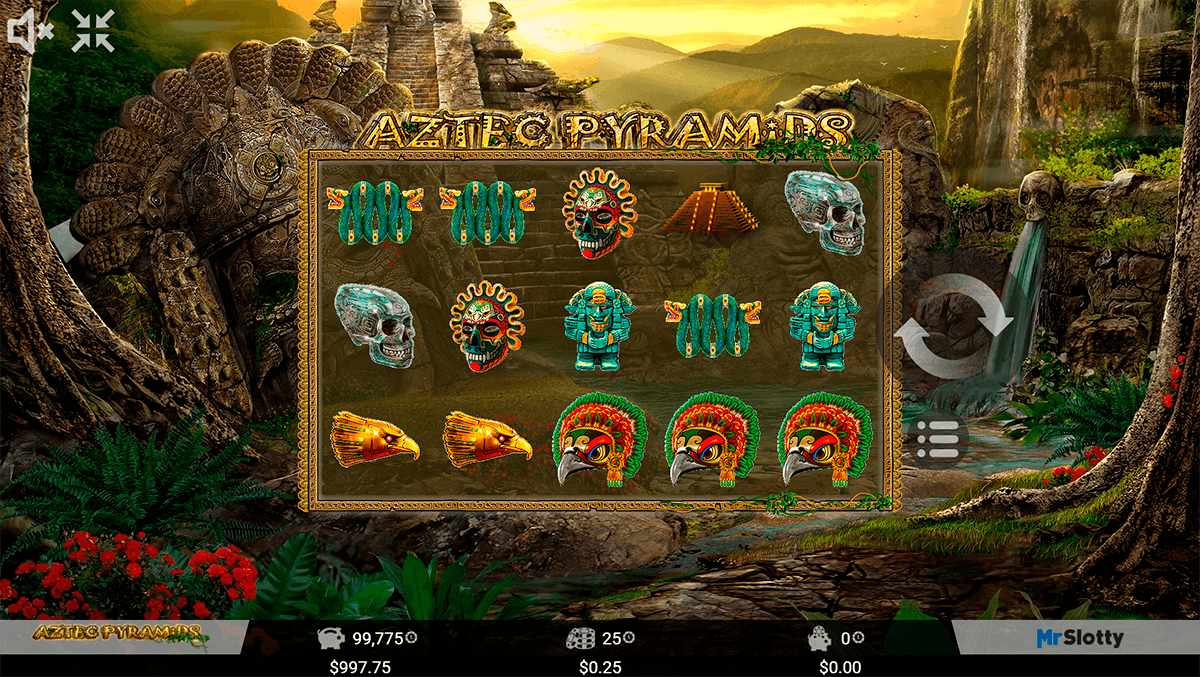 AZTEC PYRAMIDS
AZTEC PYRAMIDS
99,775
$997.75
25
$0.25
0
$0.00
MrSlotty